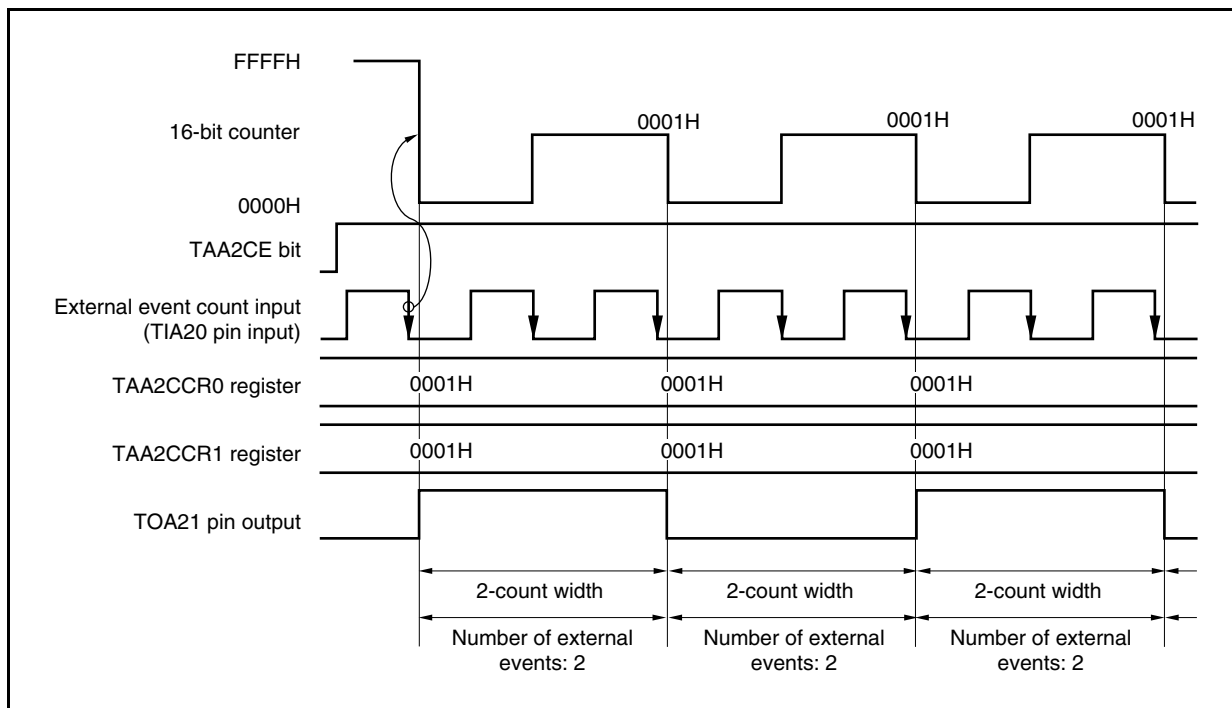 FFFFH
16-bit counter
0001H 0001H 0001H
0000H
TAA2CE bit
External event count input
(TIA20 pin input)
TAA2CCR0 register
0001H 0001H 0001H
TAA2CCR1 register
0001H 0001H 0001H
TOA21 pin output
2-count width 2-count width 2-count width
Number of external
events: 2
Number of external
events: 2
Number of external
events: 2